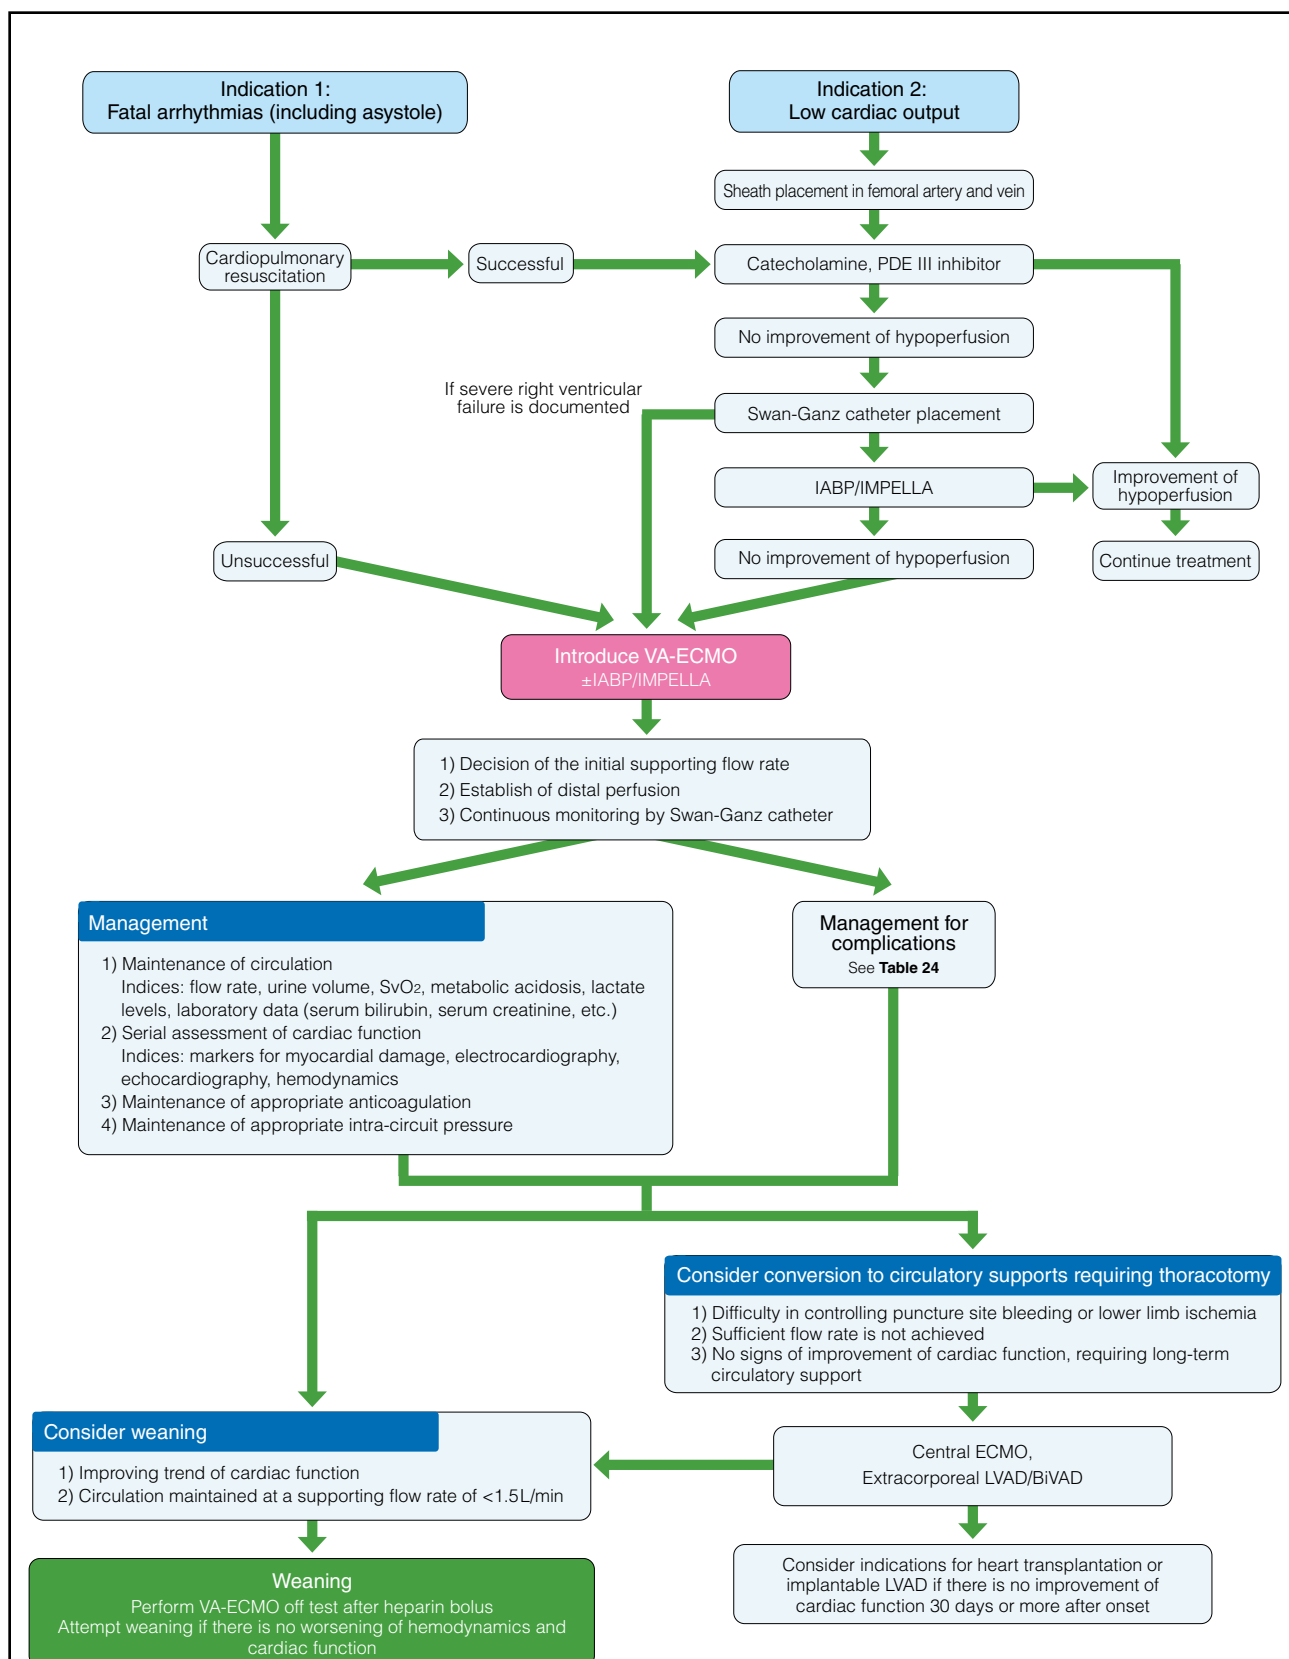 Indication 1:
Fatal arrhythmias (including asystole)
Indication 2:
Low cardiac output
Sheath placement in femoral artery and vein
Cardiopulmonary
resuscitation
Successful
Catecholamine, PDE III inhibitor
No improvement of hypoperfusion
If severe right ventricular
failure is documented
Swan-Ganz catheter placement
IABP/IMPELLA
Improvement of
hypoperfusion
Unsuccessful
No improvement of hypoperfusion
Continue treatment
Introduce VA-ECMO
±IABP/IMPELLA
1) Decision of the initial supporting flow rate
2) Establish of distal perfusion
3) Continuous monitoring by Swan-Ganz catheter
Management
1) Maintenance of circulation
Indices: flow rate, urine volume, SvO2, metabolic acidosis, lactate
levels, laboratory data (serum bilirubin, serum creatinine, etc.)
2) Serial assessment of cardiac function
Indices: markers for myocardial damage, electrocardiography,
echocardiography, hemodynamics
3) Maintenance of appropriate anticoagulation
4) Maintenance of appropriate intra-circuit pressure
Management for
complications
See Table 24
Consider conversion to circulatory supports requiring thoracotomy
1) Difficulty in controlling puncture site bleeding or lower limb ischemia
2) Sufficient flow rate is not achieved
3) No signs of improvement of cardiac function, requiring long-term
circulatory support
Consider weaning
1) Improving trend of cardiac function
2) Circulation maintained at a supporting flow rate of <1.5 L/min
Central ECMO,
Extracorporeal LVAD/BiVAD
Weaning
Perform VA-ECMO off test after heparin bolus
Attempt weaning if there is no worsening of hemodynamics and
cardiac function
Consider indications for heart transplantation or
implantable LVAD if there is no improvement of
cardiac function 30 days or more after onset